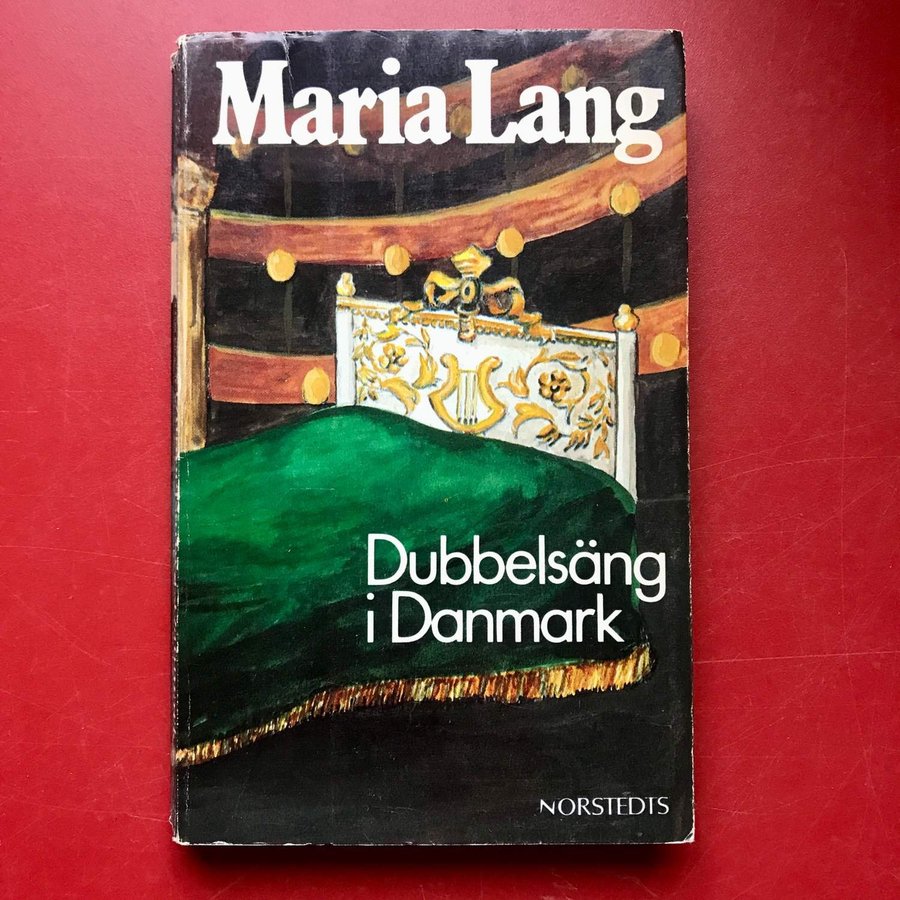 Maria Lang
Dubbelsäng
i Danmark
NORSTEDTS